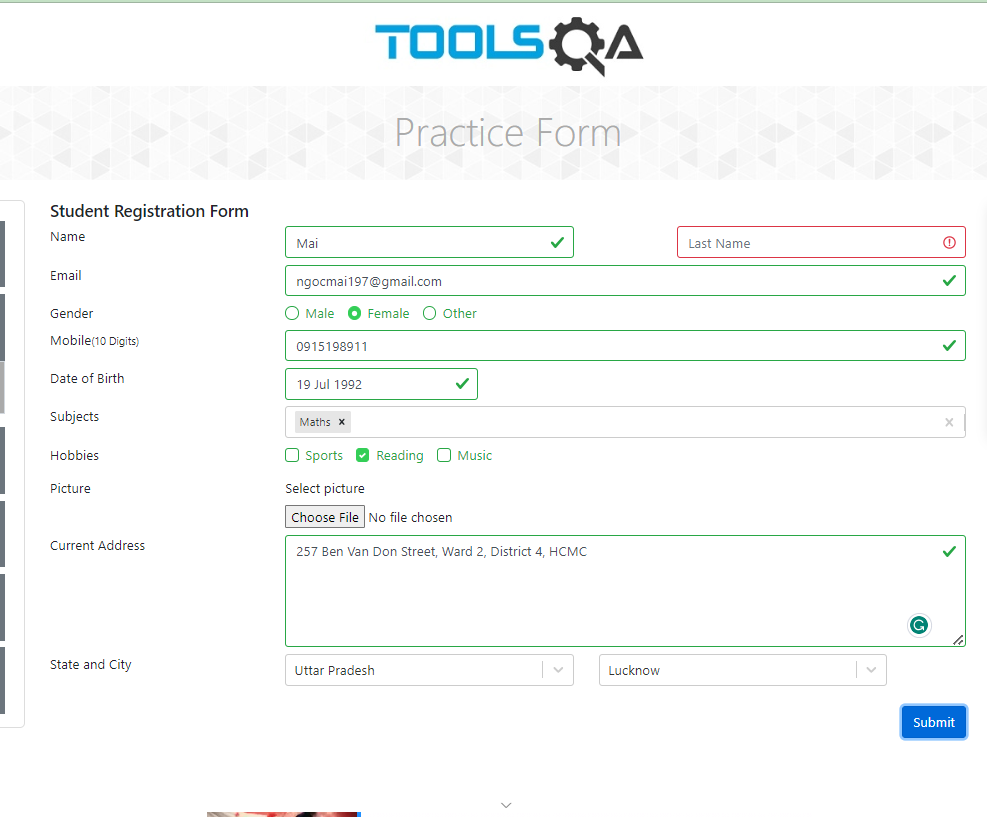 TOOLSQA
Practice Form
Student Registration Form
Name
Mai
Last Name
Email
ngocmai197@gmail.com
Gender
Male Female Other
Mobile(10 Digits)
0915198911
Date of Birth
19 Jul 1992
Subjects
Maths ×
Hobbies
Sports Reading Music
Picture
Select picture
Choose File No file chosen
Current Address
257 Ben Van Don Street, Ward 2, District 4, HCMC
State and City
Uttar Pradesh
Lucknow
Submit